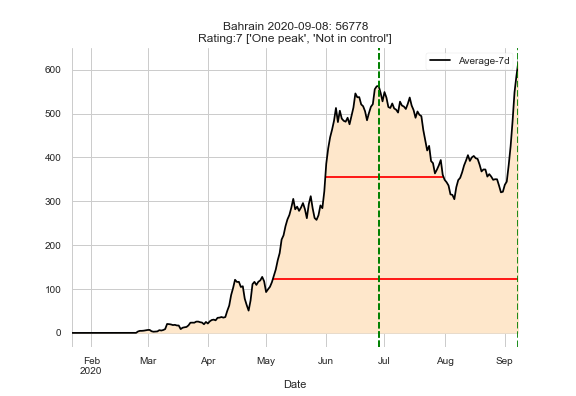 Bahrain 2020-09-08: 56778
Rating:7 ['One peak', 'Not in control']
Average-7d
600
500
400
300
200
100
0
Feb Mar Apr May Jun Jul Aug Sep
2020
Date